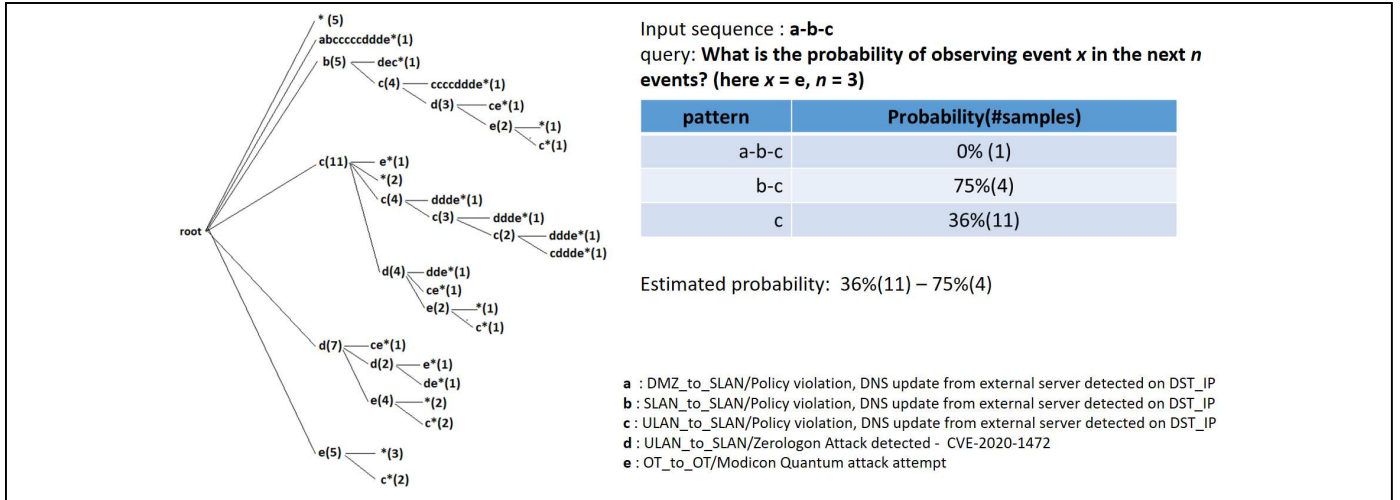 * (5)
abcccccddde*(1)
b(5)
dec*(1)
c(4)
ccccddde*(1)
d(3)
ce*(1)
e(2)
*(1)
c*(1)
c(11)
e*(1)
*(2)
c(4)
ddde*(1)
c(3)
ddde*(1)
c(2)
ddde*(1)
cddde*(1)
root
d(4)
dde*(1)
ce*(1)
e(2)
*(1)
c*(1)
d(7)
ce*(1)
d(2)
e*(1)
de*(1)
e(4)
*(2)
c*(2)
e(5)
*(3)
c*(2)
Input sequence : a-b-c
query: What is the probability of observing event x in the next n
events? (here x = e, n = 3)
pattern Probability(#samples)
a-b-c 0% (1)
b-c 75%(4)
c 36%(11)
Estimated probability: 36%(11) – 75%(4)
a : DMZ_to_SLAN/Policy violation, DNS update from external server detected on DST_IP
b : SLAN_to_SLAN/Policy violation, DNS update from external server detected on DST_IP
c : ULAN_to_SLAN/Policy violation, DNS update from external server detected on DST_IP
d : ULAN_to_SLAN/Zerologon Attack detected - CVE-2020-1472
e : OT_to_OT/Modicon Quantum attack attempt